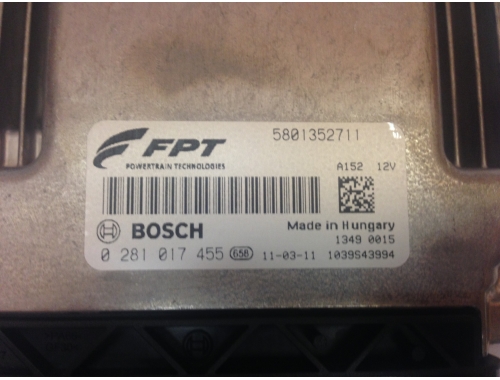 FPT 5801352711
POWERTRAIN TECHNOLOGIES A152 12V
BOSCH Made in Hungary
1349 0015
0 281 017 455 658 11-03-11 1039S43994